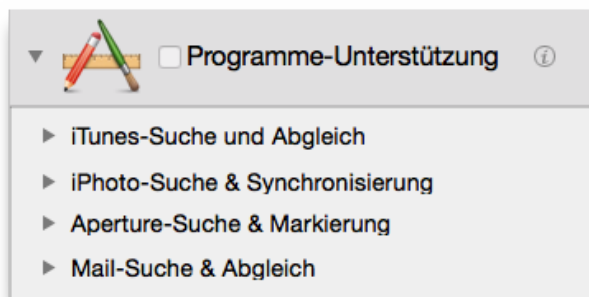 Programme-Unterstützung
iTunes-Suche und Abgleich
iPhoto-Suche & Synchronisierung
Aperture-Suche & Markierung
Mail-Suche & Abgleich